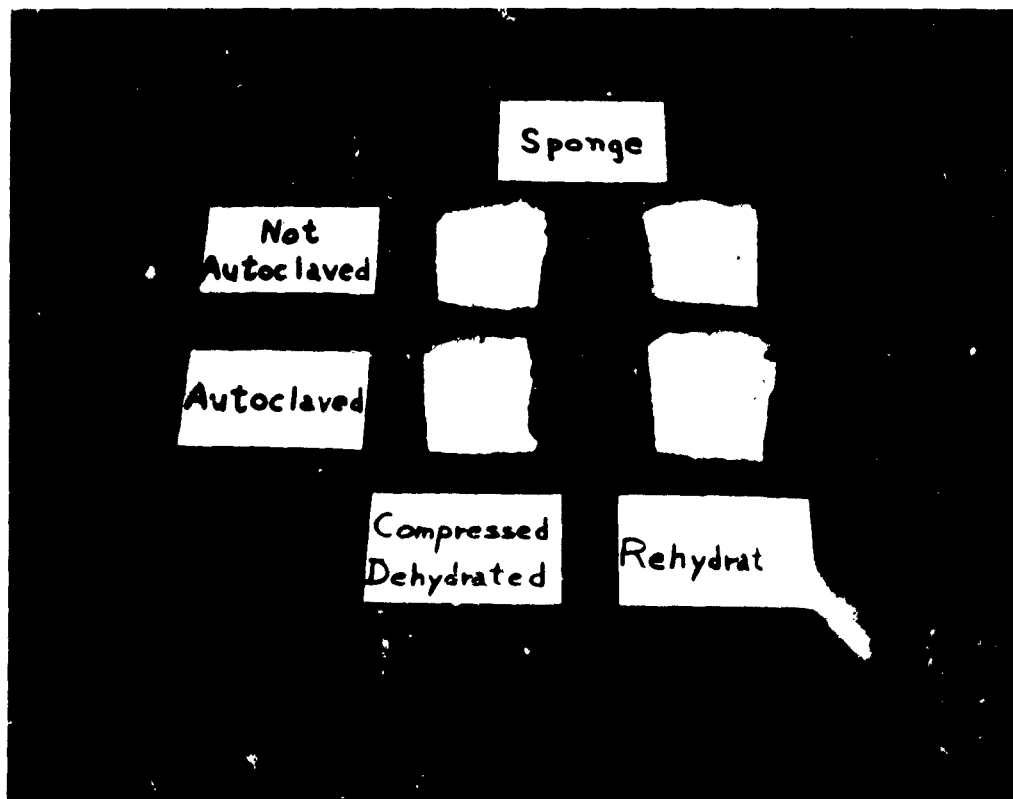 Sponge
Not
Autoclaved
Autoclaved
Compressed
Dehydrated
Rehydrat